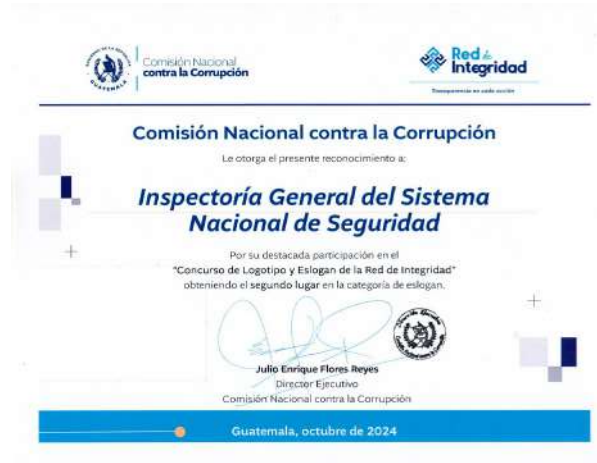 Comisión Nacional
contra la Corrupción
GUATEMALA
Red de
Integridad
Transparencia en cada acción
Comisión Nacional contra la Corrupción
Le otorga el presente reconocimiento a:
Inspectoría General del Sistema
Nacional de Seguridad
Por su destacada participación en el
"Concurso de Logotipo y Eslogan de la Red de Integridad"
obteniendo el segundo lugar en la categoría de eslogan.
Julio Enrique Flores Reyes
Director Ejecutivo
Comisión Nacional contra la Corrupción
Guatemala, octubre de 2024